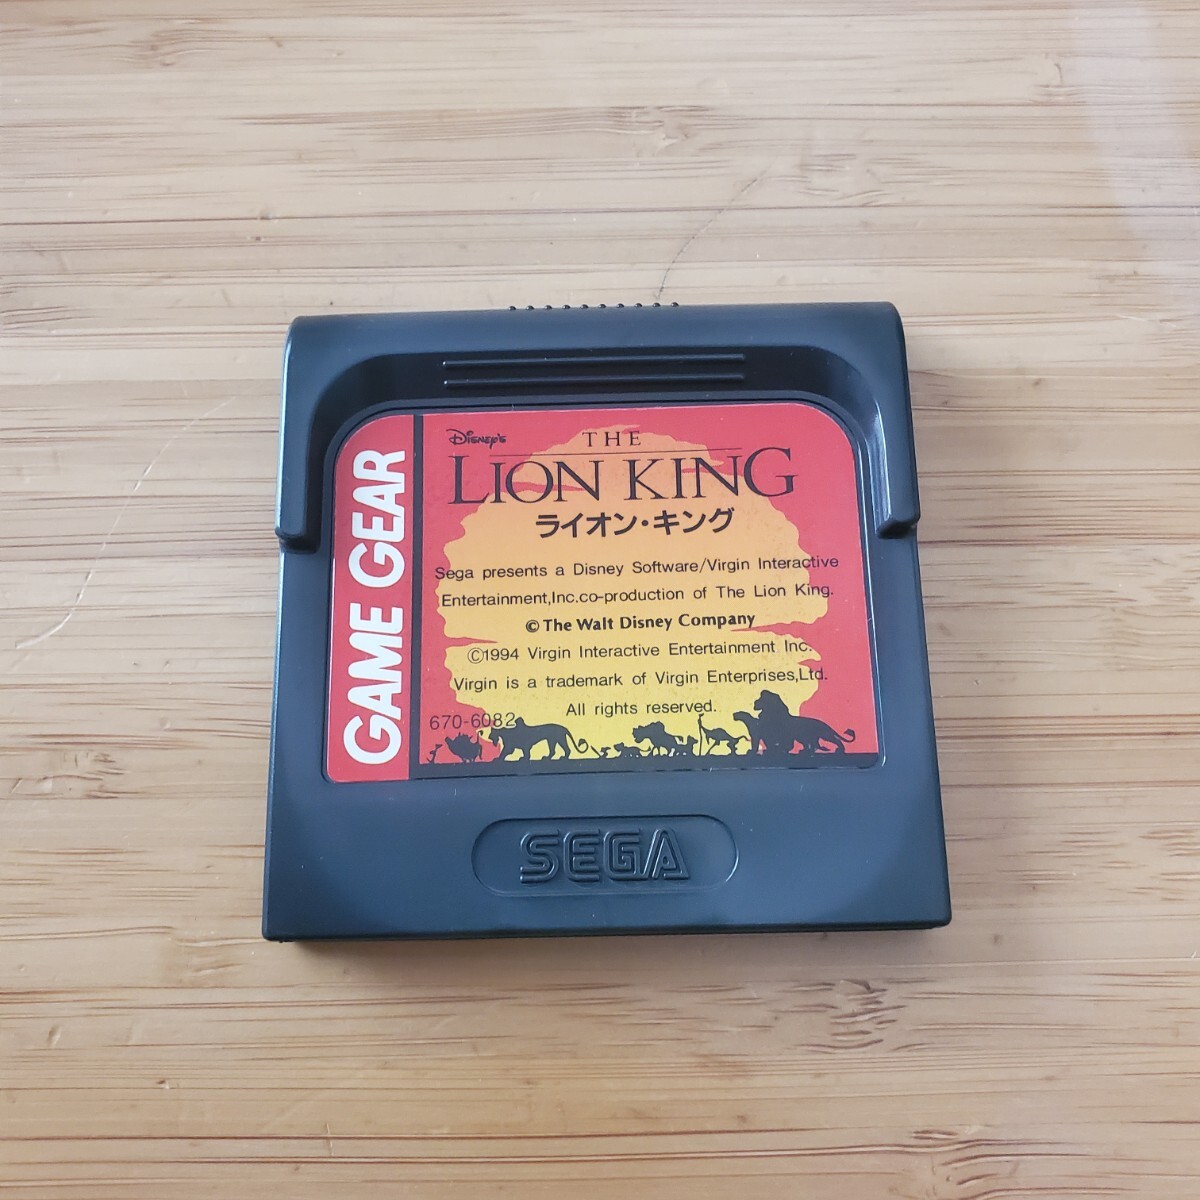 GAME GEAR
Disney's
THE
LION KING
ライオン・キング
Sega presents a Disney Software/Virgin Interactive
Entertainment,Inc.co-production of The Lion King.
© The Walt Disney Company
©1994 Virgin Interactive Entertainment Inc.
Virgin is a trademark of Virgin Enterprises,Ltd.
All rights reserved.
670-6082
SEGA